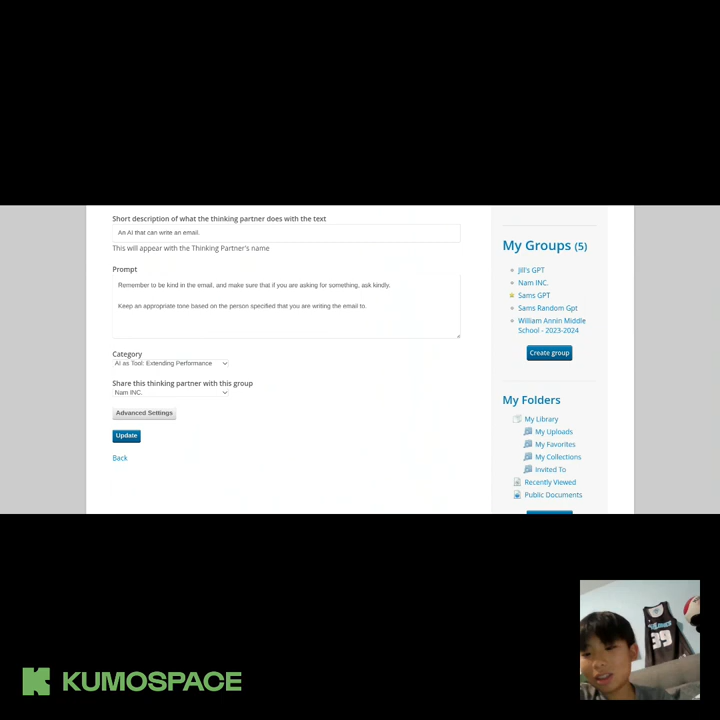 Short description of what the thinking partner does with the text
An AI that can write an email.
This will appear with the Thinking Partner's name
Prompt
Remember to be kind in the email, and make sure that if you are asking for something, ask kindly.
Keep an appropriate tone based on the person specified that you are writing the email to.
Category
AI as Tool: Extending Performance
Share this thinking partner with this group
Nam INC.
Advanced Settings
Update
Back
My Groups (5)
Jill's GPT
Nam INC.
Sams GPT
Sams Random Gpt
William Annin Middle
School - 2023-2024
Create group
My Folders
My Library
My Uploads
My Favorites
My Collections
Invited To
Recently Viewed
Public Documents
39
KUMOSPACE